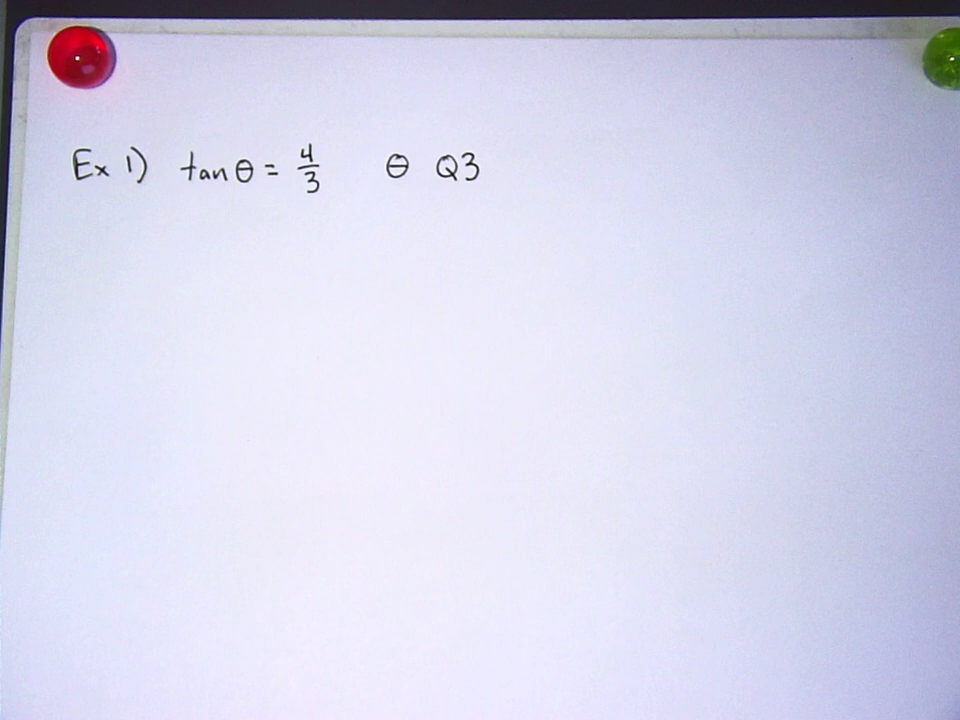 Ex 1) tan θ = 4/3 θ Q3